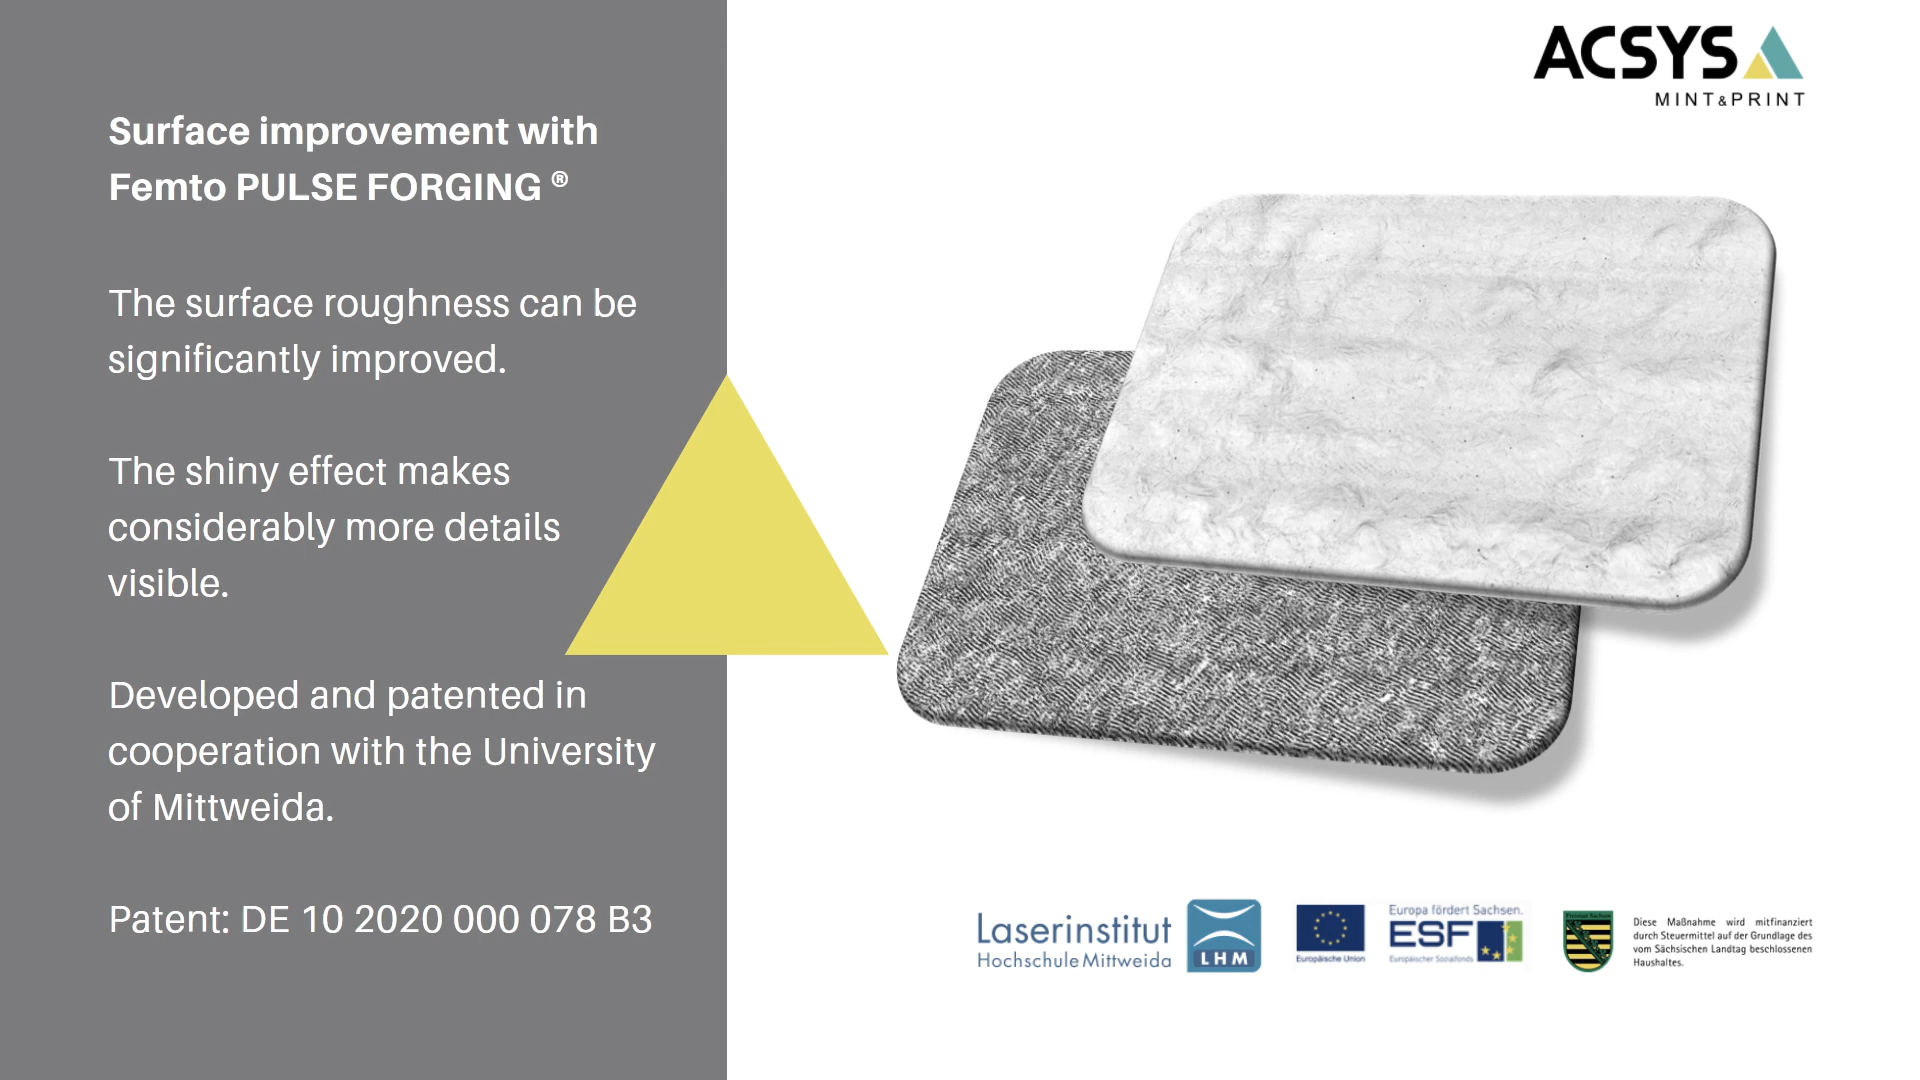 Surface improvement with
Femto PULSE FORGING ®
The surface roughness can be
significantly improved.
The shiny effect makes
considerably more details
visible.
Developed and patented in
cooperation with the University
of Mittweida.
Patent: DE 10 2020 000 078 B3
ACSYS
MINT&PRINT
Laserinstitut
Hochschule Mittweida
LHM
Europäische Union
Europa fördert Sachsen.
ESF
Europäischer Sozialfonds
Freistaat Sachsen
Diese Maßnahme wird mitfinanziert
durch Steuermittel auf der Grundlage des
vom Sächsischen Landtag beschlossenen
Haushaltes.